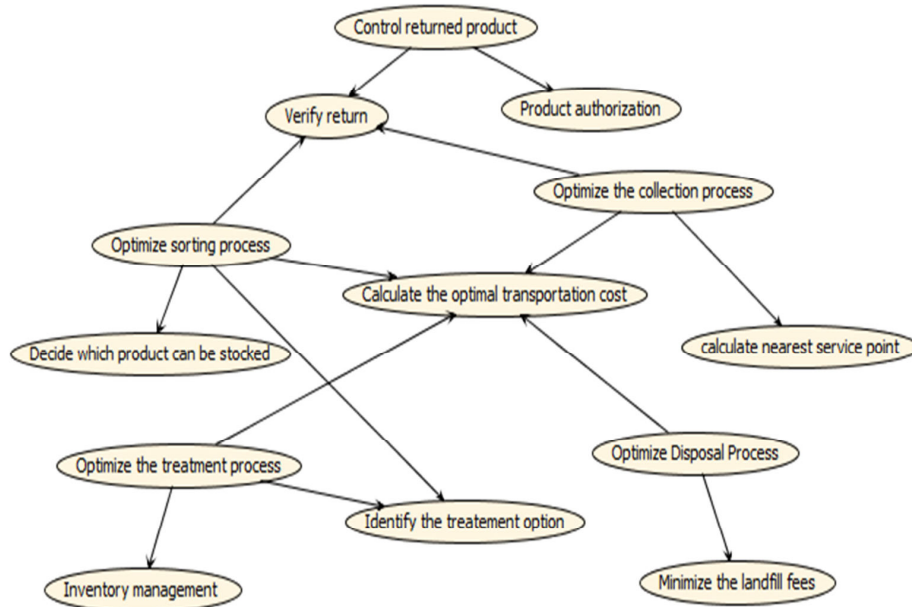 Control returned product
Product authorization
Verify return
Optimize the collection process
Optimize sorting process
Calculate the optimal transportation cost
Decide which product can be stocked
calculate nearest service point
Optimize the treatment process
Optimize Disposal Process
Identify the treatement option
Inventory management
Minimize the landfill fees